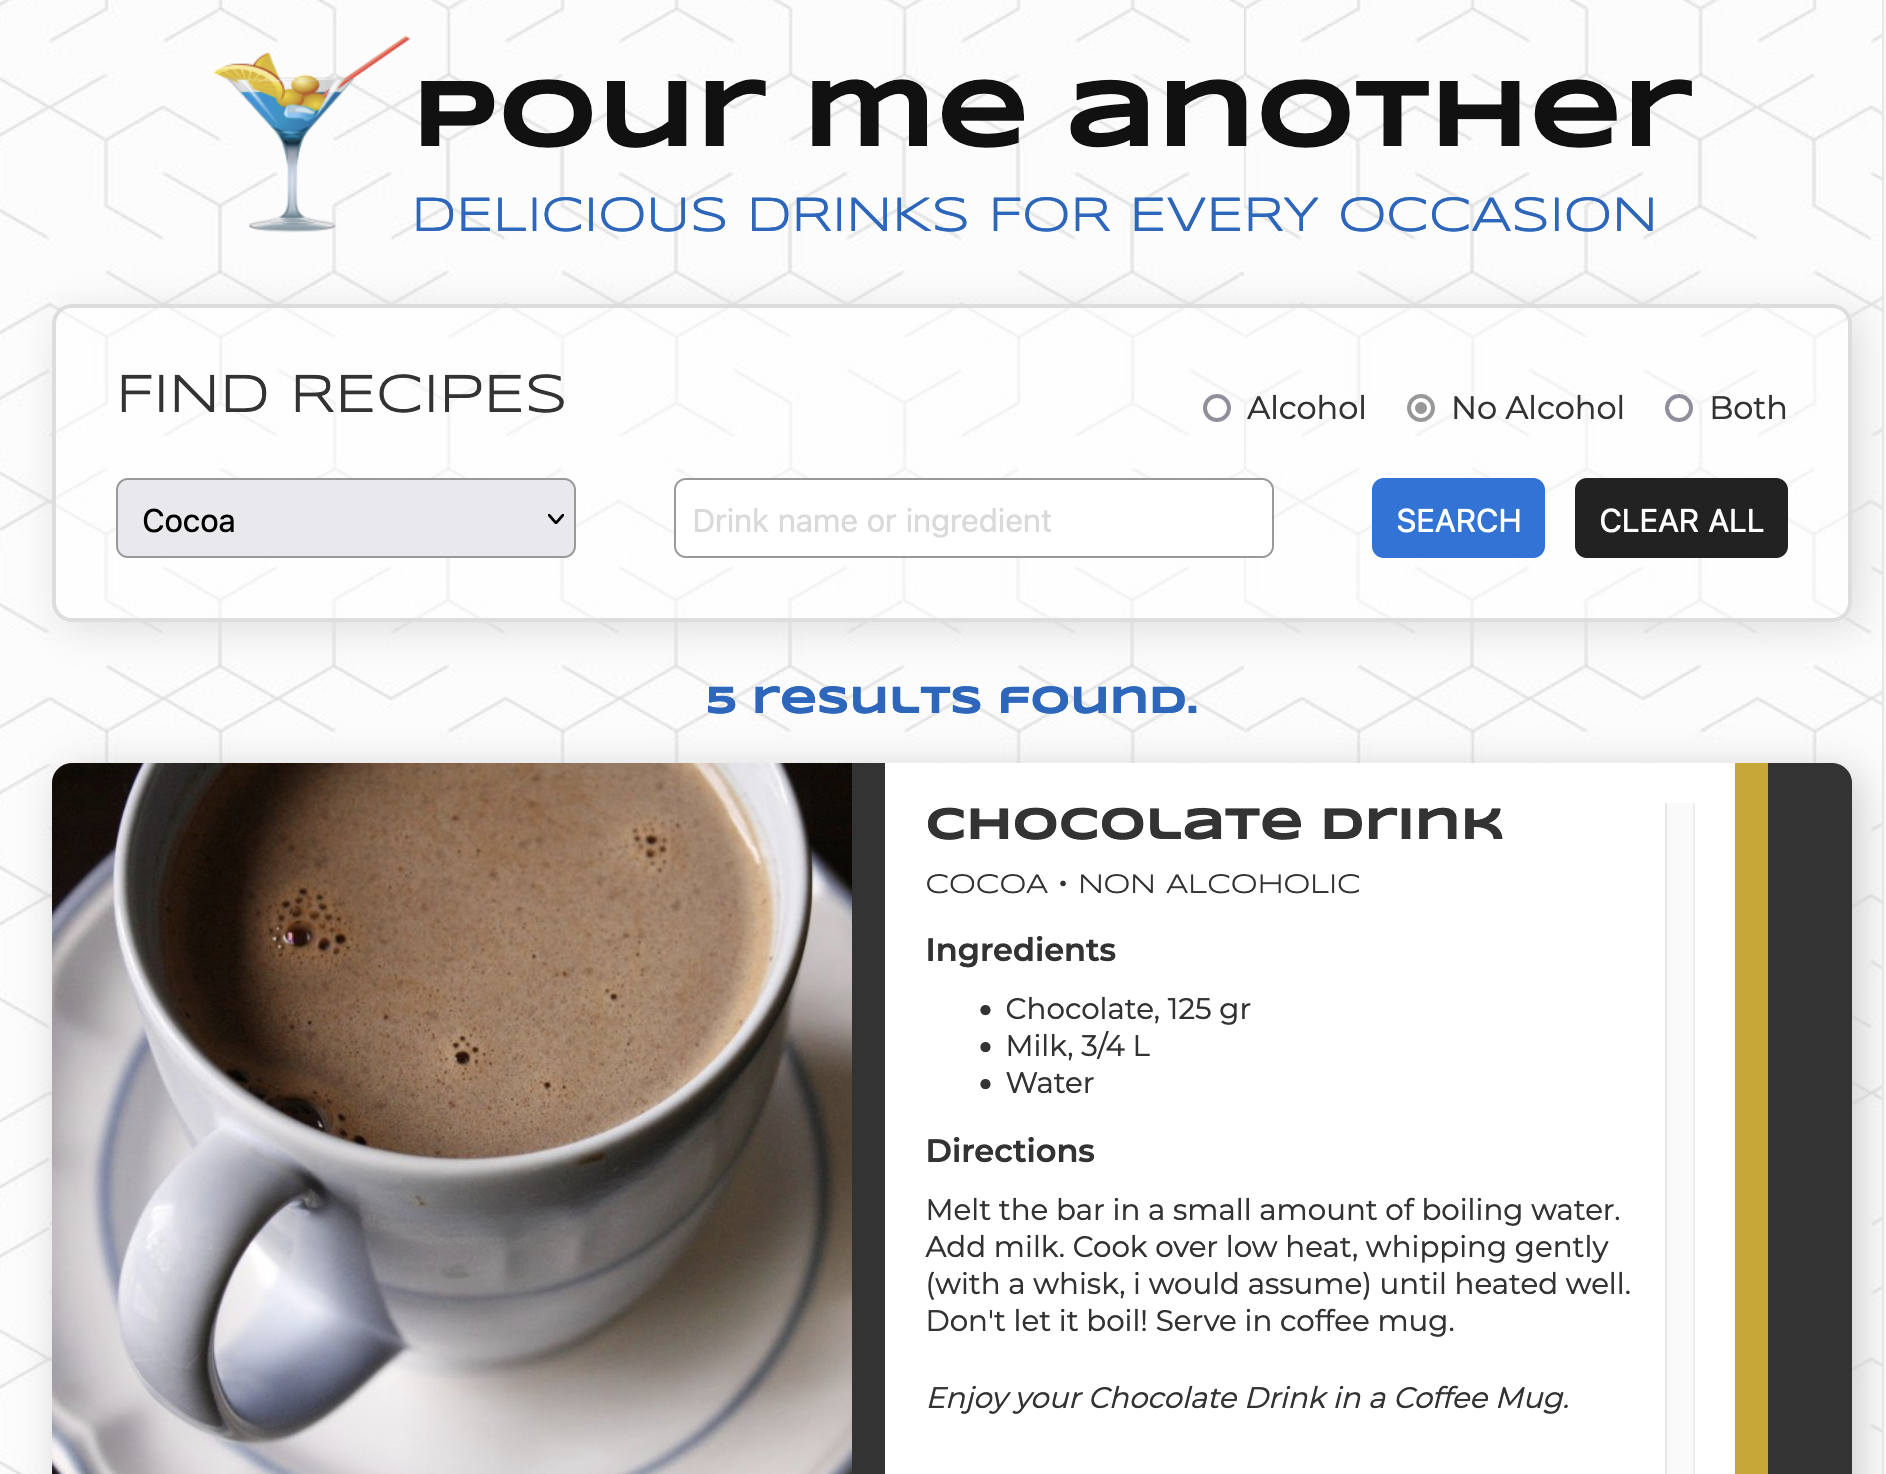 Pour Me Another
DELICIOUS DRINKS FOR EVERY OCCASION
FIND RECIPES
Alcohol
No Alcohol
Both
Cocoa
Drink name or ingredient
SEARCH
CLEAR ALL
5 results found.
Chocolate Drink
COCOA • NON ALCOHOLIC
Ingredients
• Chocolate, 125 gr
• Milk, 3/4 L
• Water
Directions
Melt the bar in a small amount of boiling water.
Add milk. Cook over low heat, whipping gently
(with a whisk, i would assume) until heated well.
Don't let it boil! Serve in coffee mug.
Enjoy your Chocolate Drink in a Coffee Mug.